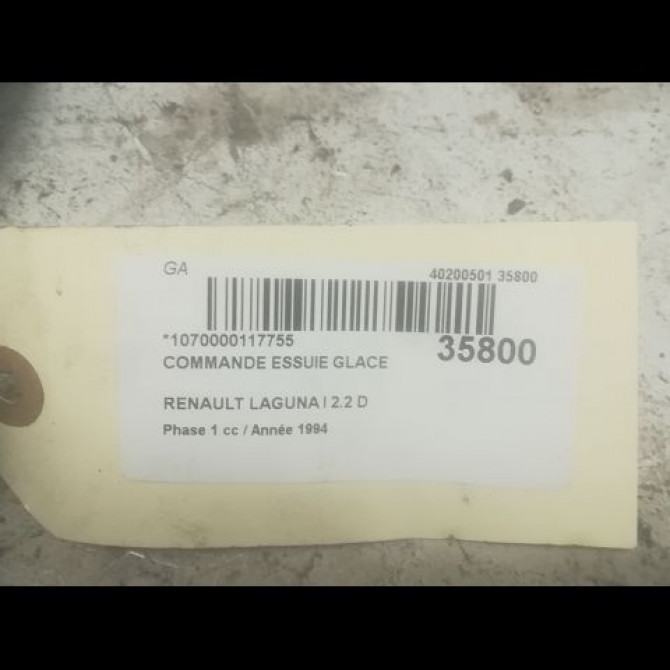 GA
40200501 35800
*1070000117755
35800
COMMANDE ESSUIE GLACE
RENAULT LAGUNA I 2.2 D
Phase 1 cc / Année 1994